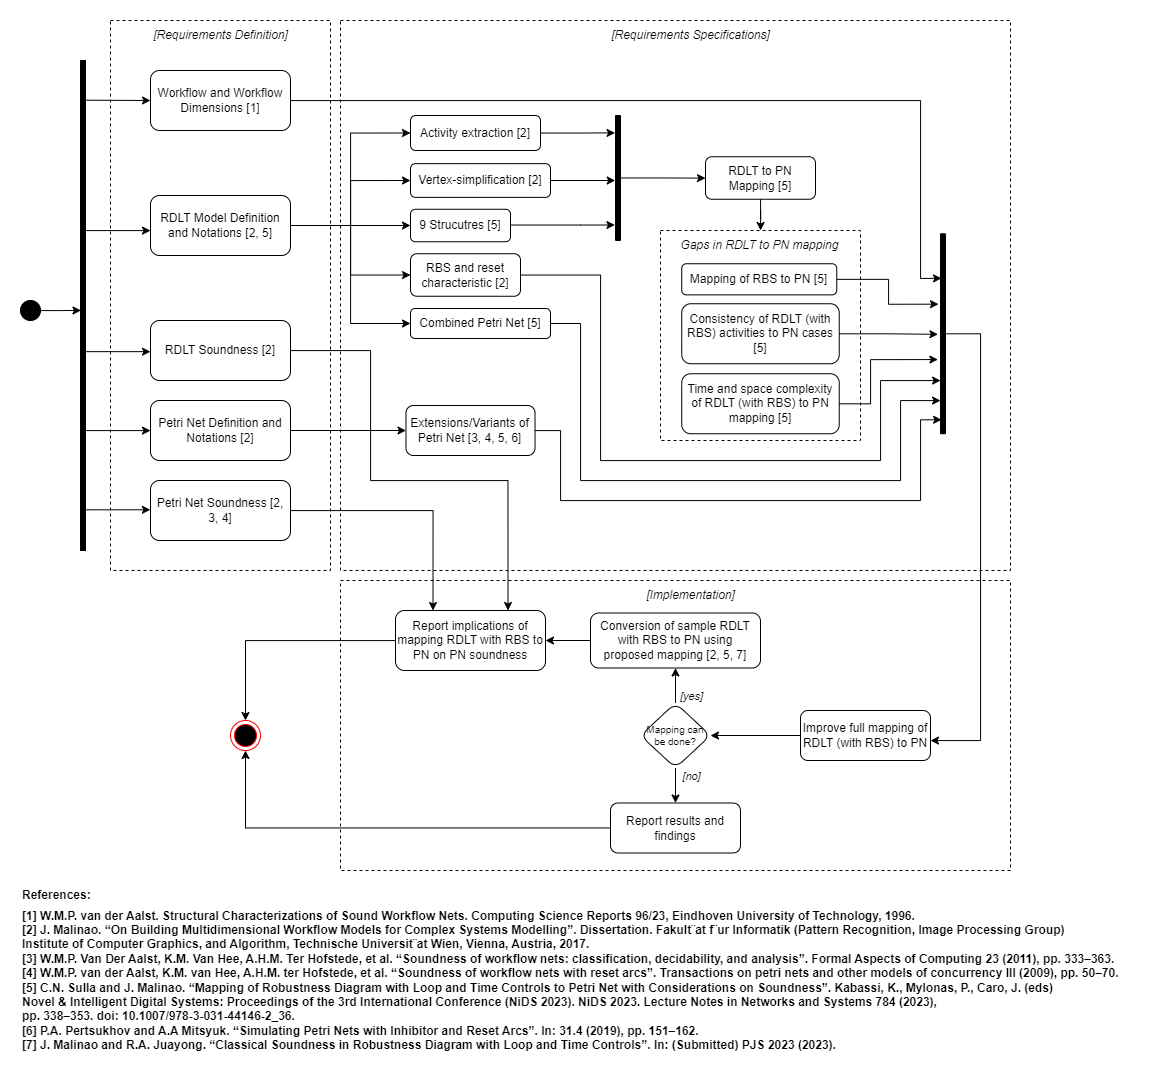 [Requirements Definition]
[Requirements Specifications]
Workflow and Workflow
Dimensions [1]
RDLT Model Definition
and Notations [2, 5]
RDLT Soundness [2]
Petri Net Definition and
Notations [2]
Petri Net Soundness [2,
3, 4]
Activity extraction [2]
Vertex-simplification [2]
9 Strucutres [5]
RBS and reset
characteristic [2]
Combined Petri Net [5]
Extensions/Variants of
Petri Net [3, 4, 5, 6]
RDLT to PN
Mapping [5]
Gaps in RDLT to PN mapping
Mapping of RBS to PN [5]
Consistency of RDLT (with
RBS) activities to PN cases
[5]
Time and space complexity
of RDLT (with RBS) to PN
mapping [5]
[Implementation]
Report implications of
mapping RDLT with RBS to
PN on PN soundness
Conversion of sample RDLT
with RBS to PN using
proposed mapping [2, 5, 7]
[yes]
Mapping can
be done?
Improve full mapping of
RDLT (with RBS) to PN
[no]
Report results and
findings
References:
[1] W.M.P. van der Aalst. Structural Characterizations of Sound Workflow Nets. Computing Science Reports 96/23, Eindhoven University of Technology, 1996.
[2] J. Malinao. “On Building Multidimensional Workflow Models for Complex Systems Modelling”. Dissertation. Fakult¨at f¨ur Informatik (Pattern Recognition, Image Processing Group)
Institute of Computer Graphics, and Algorithm, Technische Universit¨at Wien, Vienna, Austria, 2017.
[3] W.M.P. Van Der Aalst, K.M. Van Hee, A.H.M. Ter Hofstede, et al. “Soundness of workflow nets: classification, decidability, and analysis”. Formal Aspects of Computing 23 (2011), pp. 333–363.
[4] W.M.P. van der Aalst, K.M. van Hee, A.H.M. ter Hofstede, et al. “Soundness of workflow nets with reset arcs”. Transactions on petri nets and other models of concurrency III (2009), pp. 50–70.
[5] C.N. Sulla and J. Malinao. “Mapping of Robustness Diagram with Loop and Time Controls to Petri Net with Considerations on Soundness”. Kabassi, K., Mylonas, P., Caro, J. (eds)
Novel & Intelligent Digital Systems: Proceedings of the 3rd International Conference (NiDS 2023). NiDS 2023. Lecture Notes in Networks and Systems 784 (2023),
pp. 338–353. doi: 10.1007/978-3-031-44146-2_36.
[6] P.A. Pertsukhov and A.A Mitsyuk. “Simulating Petri Nets with Inhibitor and Reset Arcs”. In: 31.4 (2019), pp. 151–162.
[7] J. Malinao and R.A. Juayong. “Classical Soundness in Robustness Diagram with Loop and Time Controls”. In: (Submitted) PJS 2023 (2023).